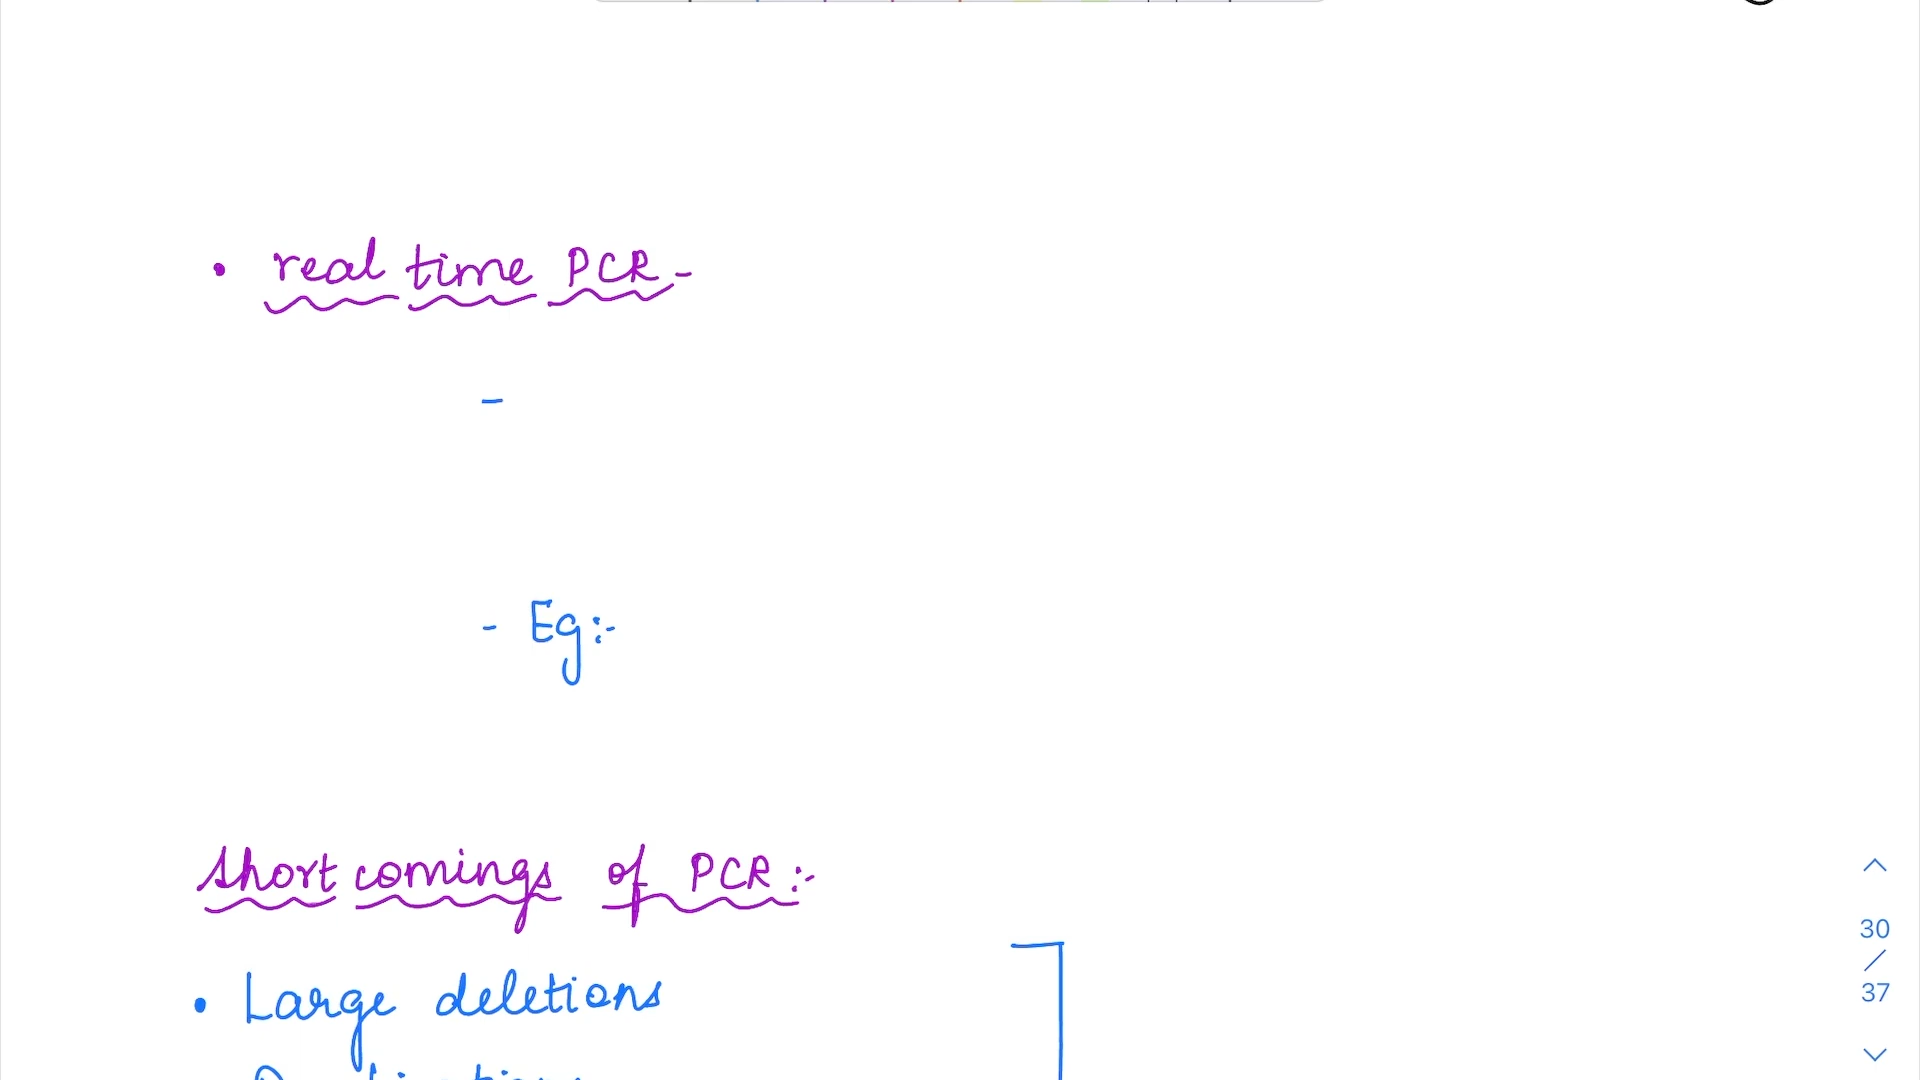 • real time PCR -
-
- Eg:-
Short comings of PCR :-
• Large deletions
30
/
37